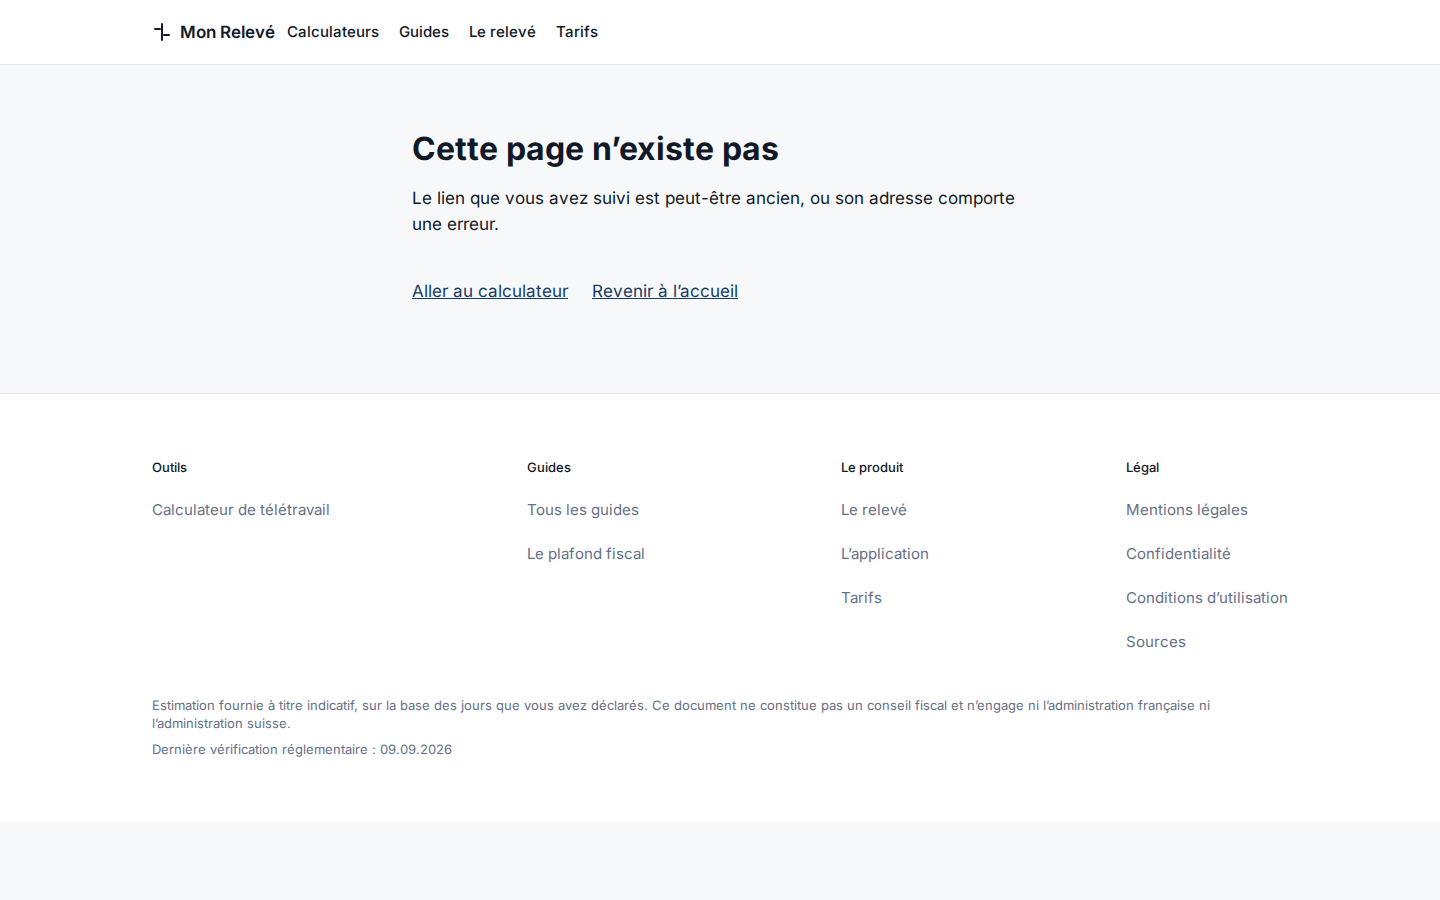 Mon Relevé Calculateurs Guides Le relevé Tarifs
Cette page n’existe pas
Le lien que vous avez suivi est peut-être ancien, ou son adresse comporte
une erreur.
Aller au calculateur Revenir à l’accueil
Outils Guides Le produit Légal
Calculateur de télétravail Tous les guides Le relevé Mentions légales
Le plafond fiscal L’application Confidentialité
Tarifs Conditions d’utilisation
Sources
Estimation fournie à titre indicatif, sur la base des jours que vous avez déclarés. Ce document ne constitue pas un conseil fiscal et n’engage ni l’administration française ni
l’administration suisse.
Dernière vérification réglementaire : 09.09.2026